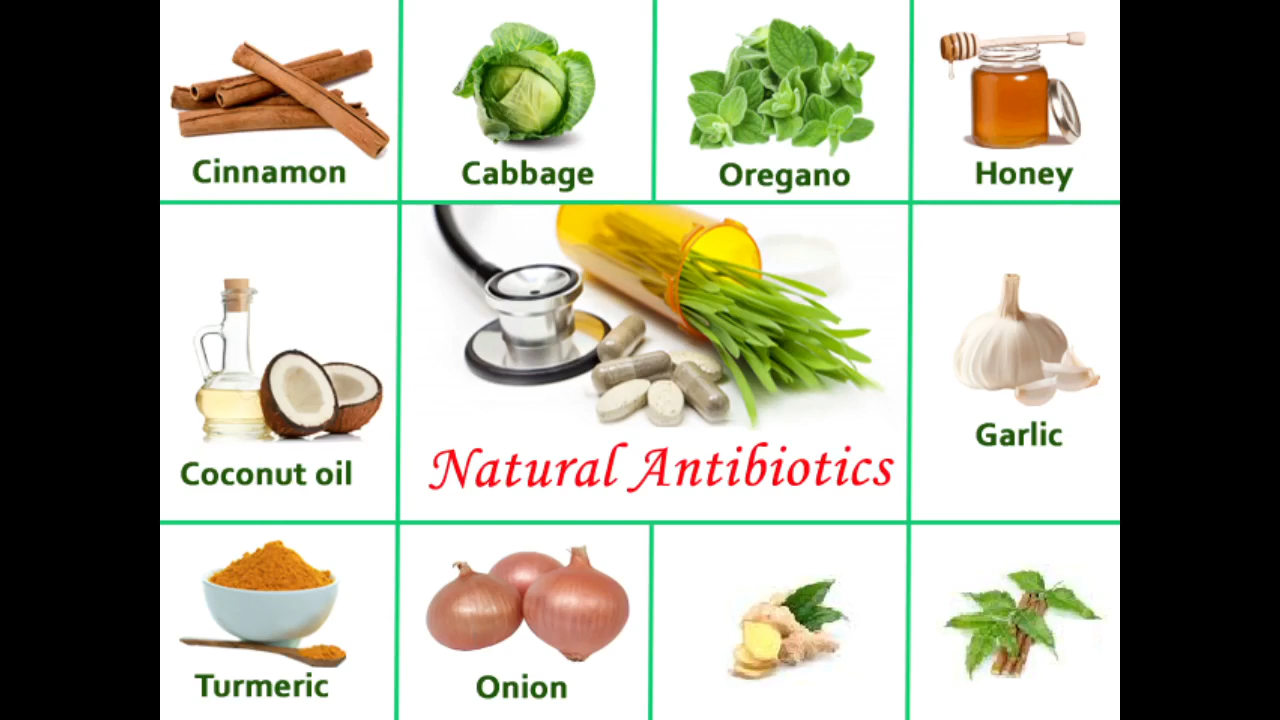 Cinnamon
Cabbage
Oregano
Honey
Coconut oil
Natural Antibiotics
Garlic
Turmeric
Onion